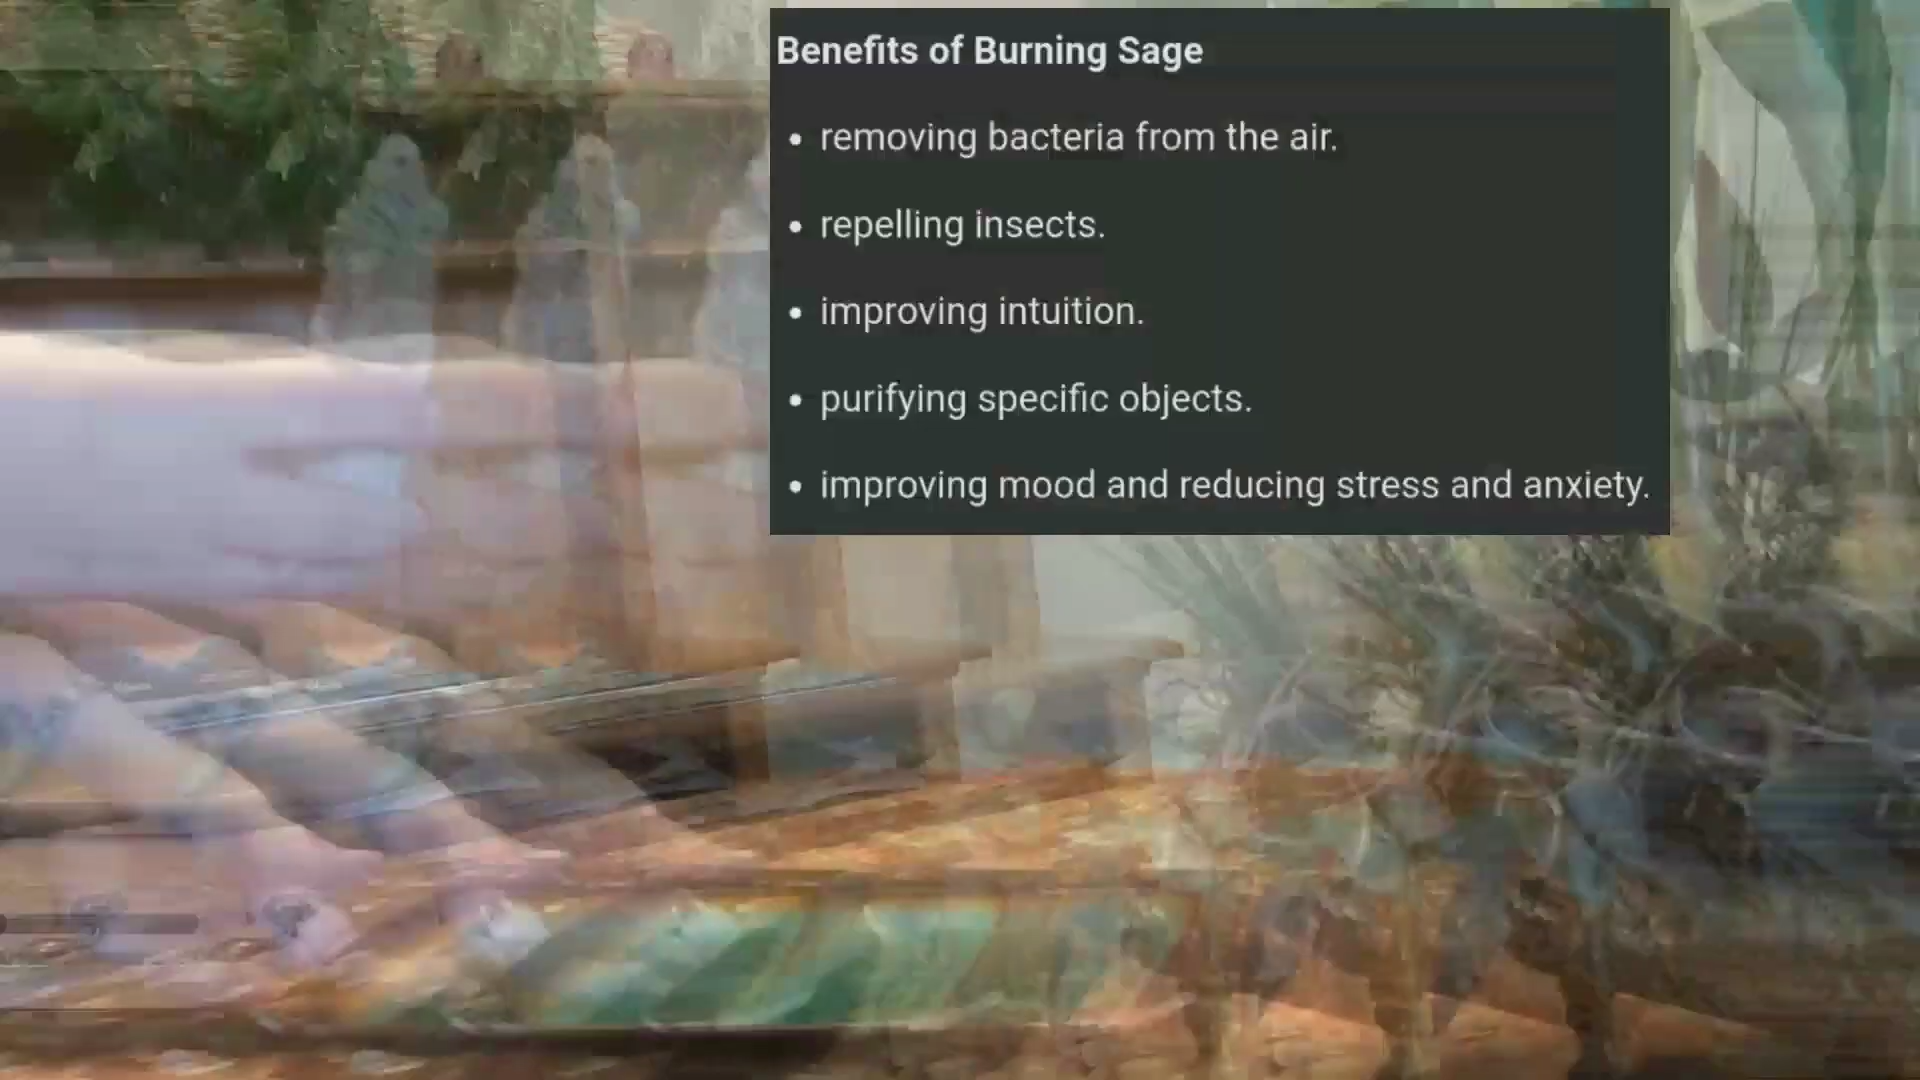 Benefits of Burning Sage
• removing bacteria from the air.
• repelling insects.
• improving intuition.
• purifying specific objects.
• improving mood and reducing stress and anxiety.